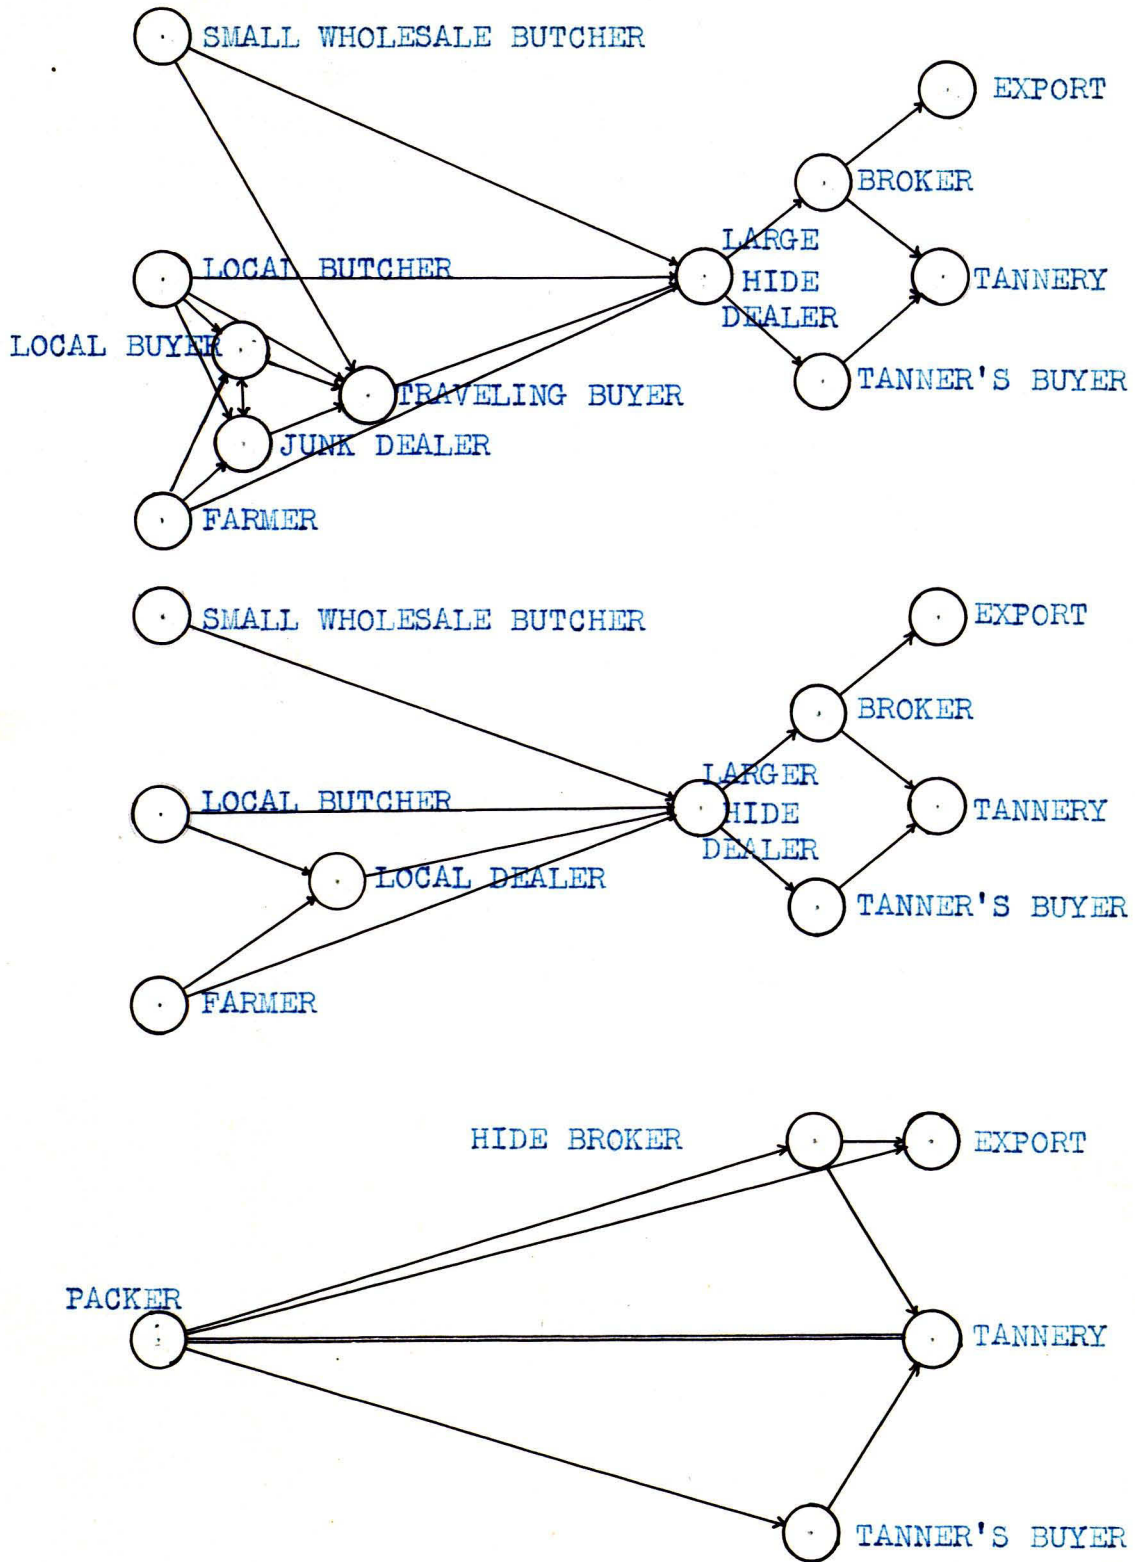 SMALL WHOLESALE BUTCHER
EXPORT
BROKER
LARGE
LOCAL BUTCHER
HIDE
TANNERY
DEALER
LOCAL BUYER
TANNER'S BUYER
TRAVELING BUYER
JUNK DEALER
FARMER
SMALL WHOLESALE BUTCHER
EXPORT
BROKER
LARGER
LOCAL BUTCHER
HIDE
TANNERY
DEALER
LOCAL DEALER
TANNER'S BUYER
FARMER
HIDE BROKER
EXPORT
PACKER
TANNERY
TANNER'S BUYER